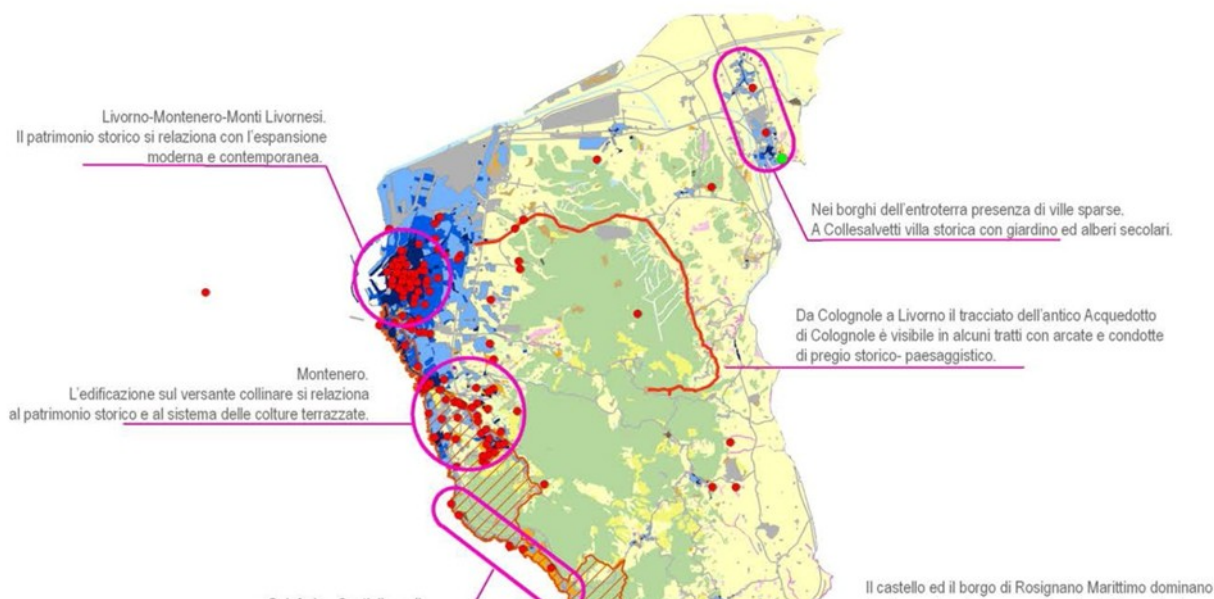 Livorno-Montenero-Monti Livornesi.
Il patrimonio storico si relaziona con l'espansione
moderna e contemporanea.
Nei borghi dell'entroterra presenza di ville sparse.
A Collesalvetti villa storica con giardino ed alberi secolari.
Da Colognole a Livorno il tracciato dell'antico Acquedotto
di Colognole è visibile in alcuni tratti con arcate e condotte
di pregio storico- paesaggistico.
Montenero.
L'edificazione sul versante collinare si relaziona
al patrimonio storico e al sistema delle colture terrazzate.
Il castello ed il borgo di Rosignano Marittimo dominano